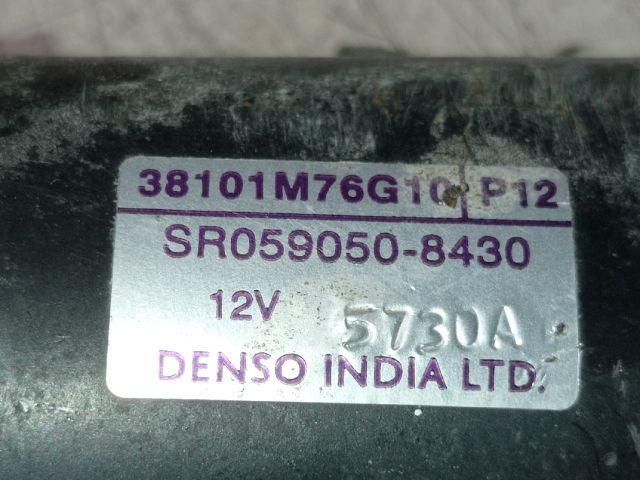 38101M76G10 P12
SR059050-8430
12V 5730A
DENSO INDIA LTD.